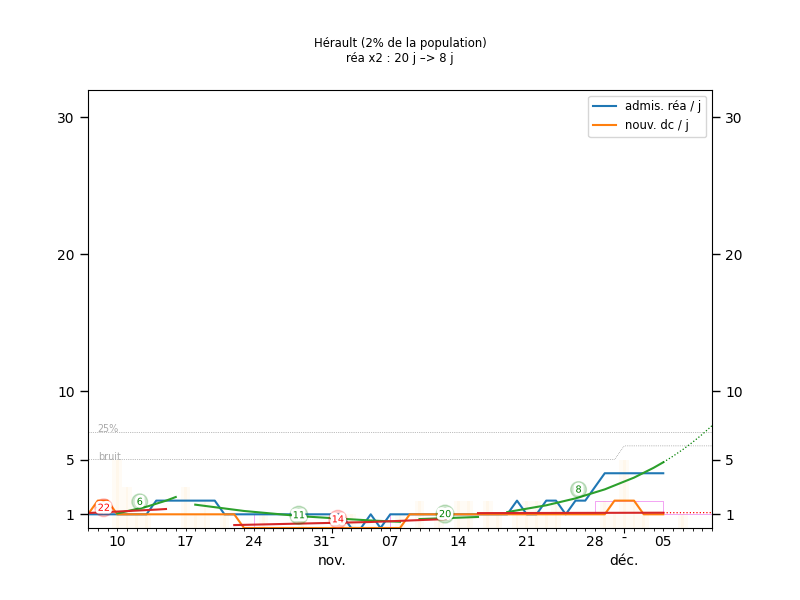 Hérault (2% de la population)
réa x2 : 20 j –> 8 j
admis. réa / j
nouv. dc / j
30 30
20 20
10 10
25%
5 bruit 5
8
22 6 11 14 20
1 1
10 17 24 31 07 14 21 28 - 05
nov. déc.